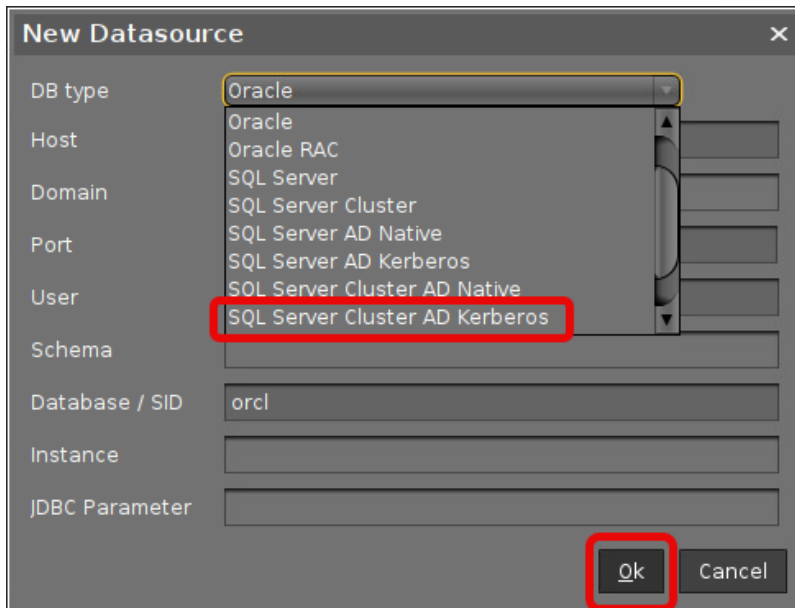 New Datasource
DB type
Oracle
Oracle
Oracle RAC
SQL Server
SQL Server Cluster
SQL Server AD Native
SQL Server AD Kerberos
SQL Server Cluster AD Native
SQL Server Cluster AD Kerberos
Host
Domain
Port
User
Schema
Database / SID
orcl
Instance
JDBC Parameter
Ok
Cancel